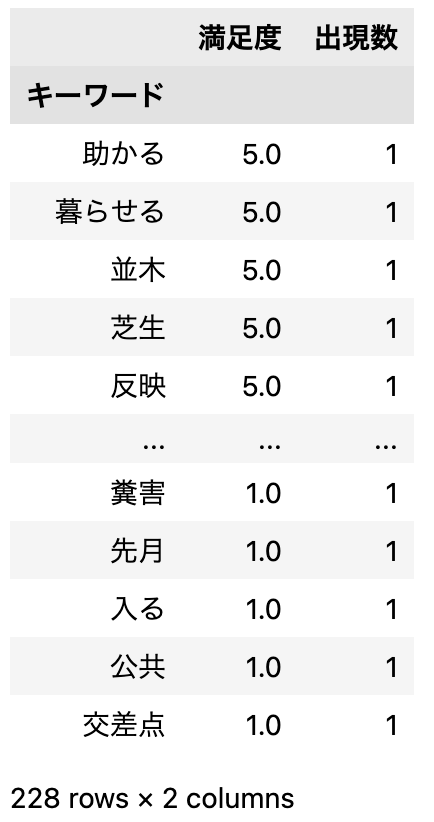 満足度 出現数
キーワード
助かる 5.0 1
暮らせる 5.0 1
並木 5.0 1
芝生 5.0 1
反映 5.0 1
... ... ...
糞害 1.0 1
先月 1.0 1
入る 1.0 1
公共 1.0 1
交差点 1.0 1
228 rows × 2 columns